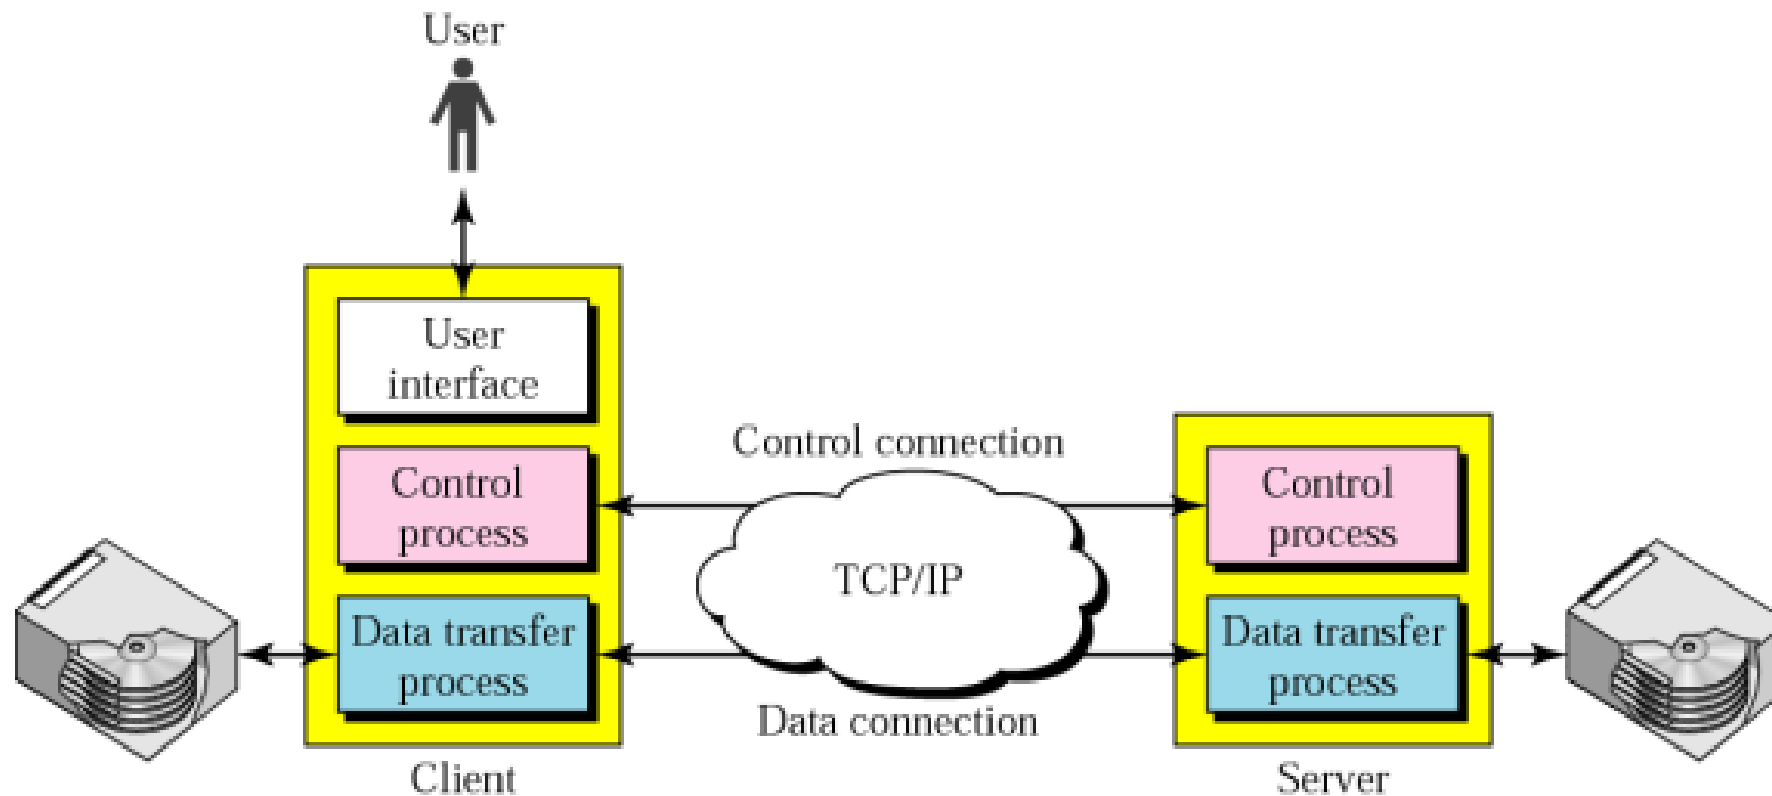 User
User
interface
Control connection
Control
process
Control
process
TCP/IP
Data transfer
process
Data transfer
process
Data connection
Client
Server